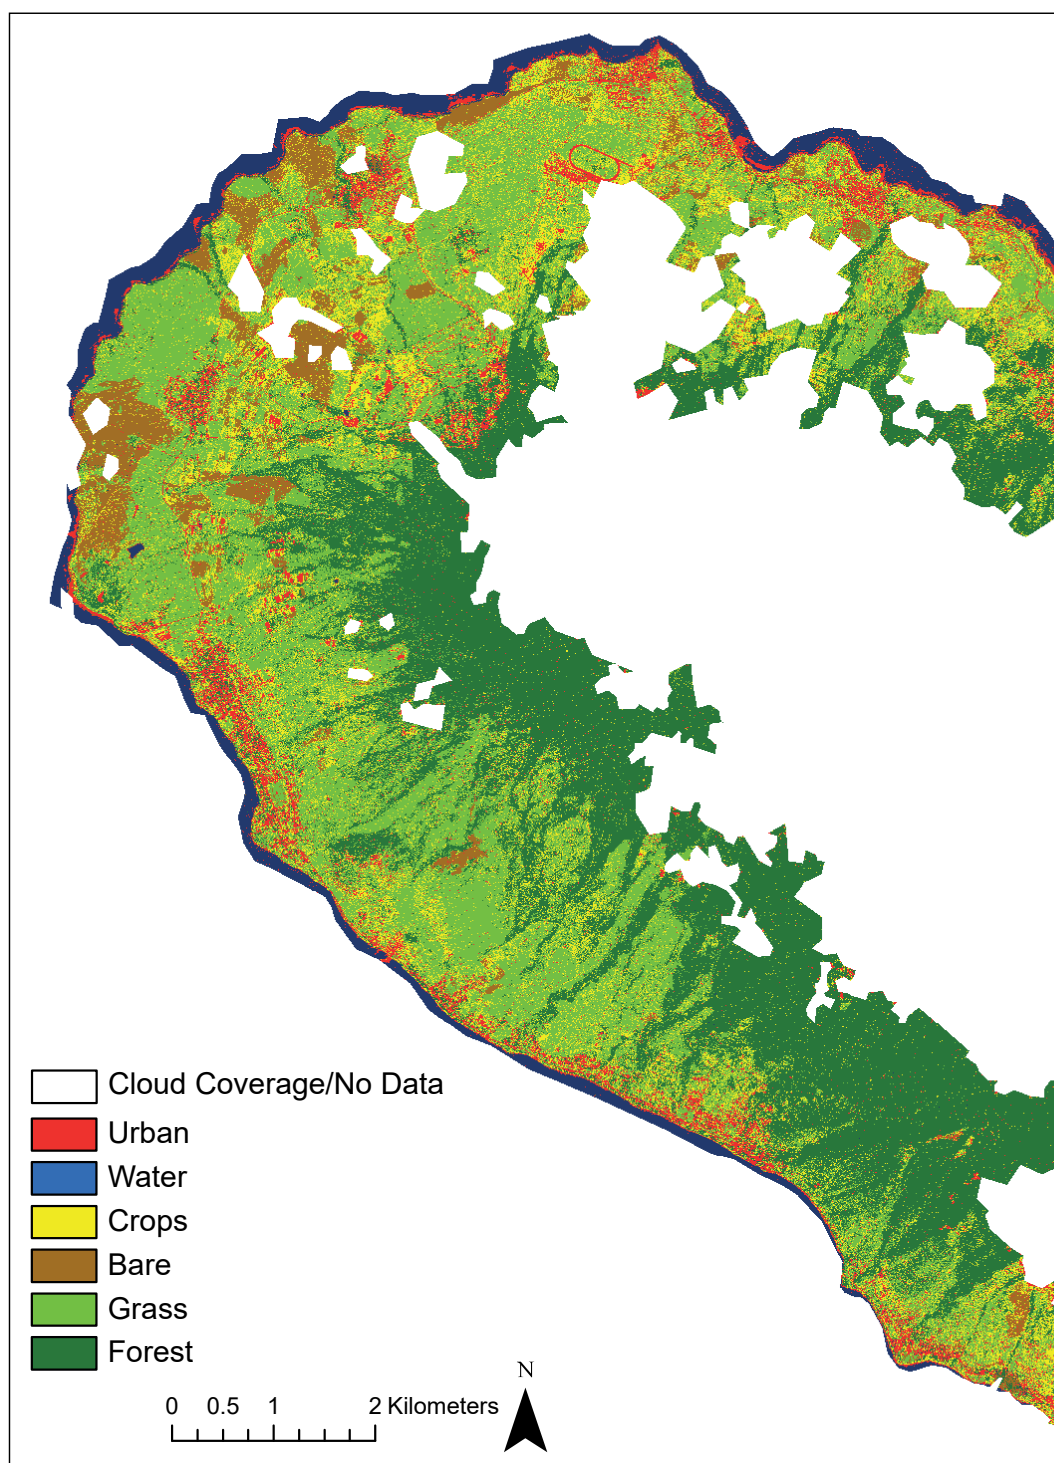 Cloud Coverage/No Data
Urban
Water
Crops
Bare
Grass
Forest
N
0 0.5 1 2 Kilometers